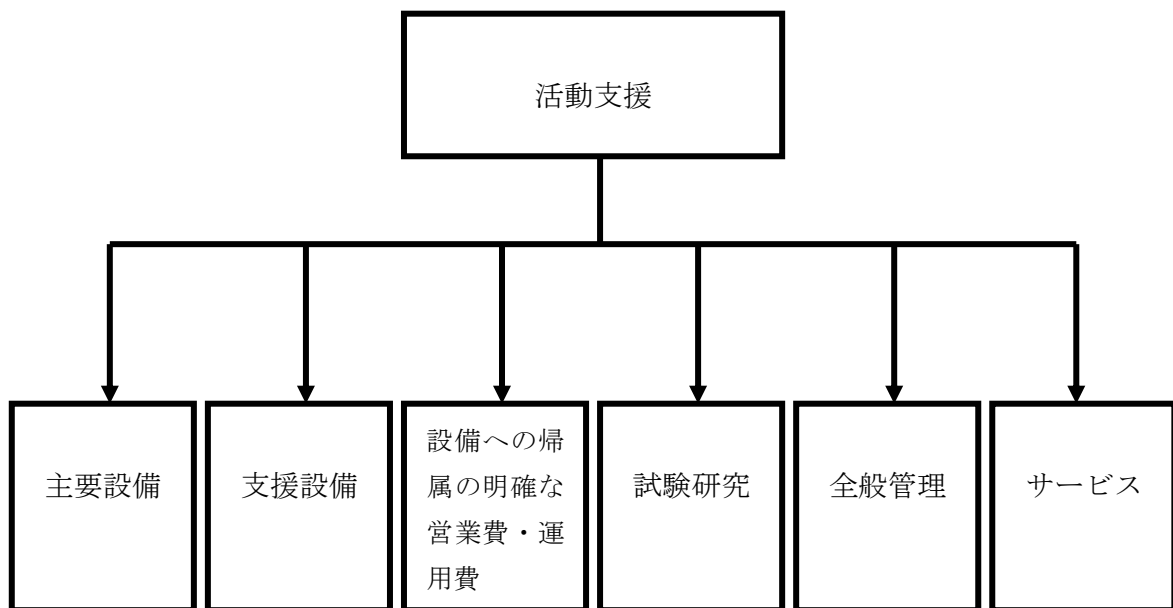 活動支援
主要設備
支援設備
設備への帰
属の明確な
営業費・運
用費
試験研究
全般管理
サービス